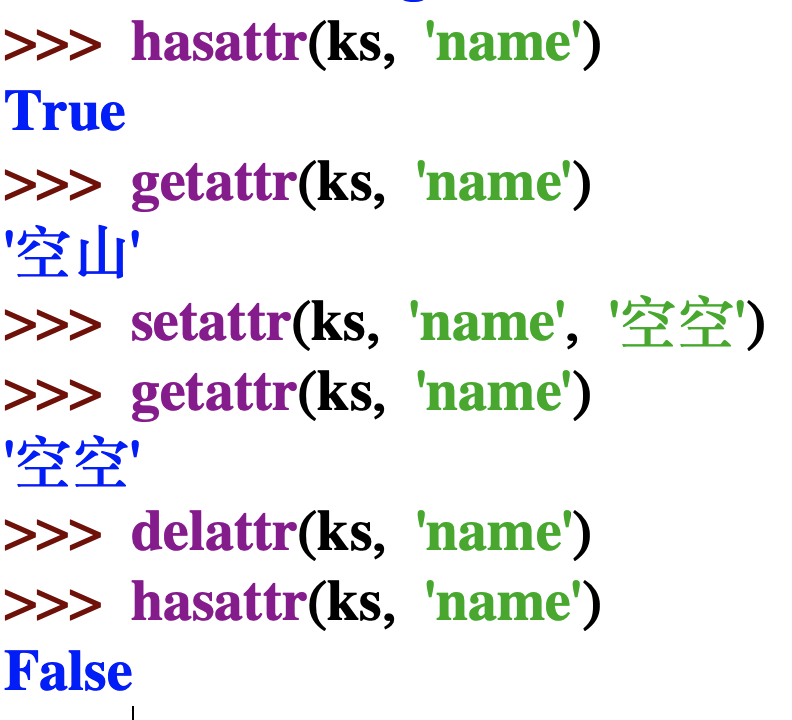 >>> hasattr(ks, 'name')
True
>>> getattr(ks, 'name')
'空山'
>>> setattr(ks, 'name', '空空')
>>> getattr(ks, 'name')
'空空'
>>> delattr(ks, 'name')
>>> hasattr(ks, 'name')
False